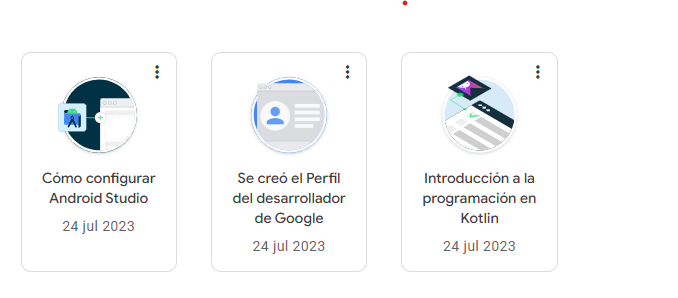 Cómo configurar
Android Studio
24 jul 2023
Se creó el Perfil
del desarrollador
de Google
24 jul 2023
Introducción a la
programación en
Kotlin
24 jul 2023